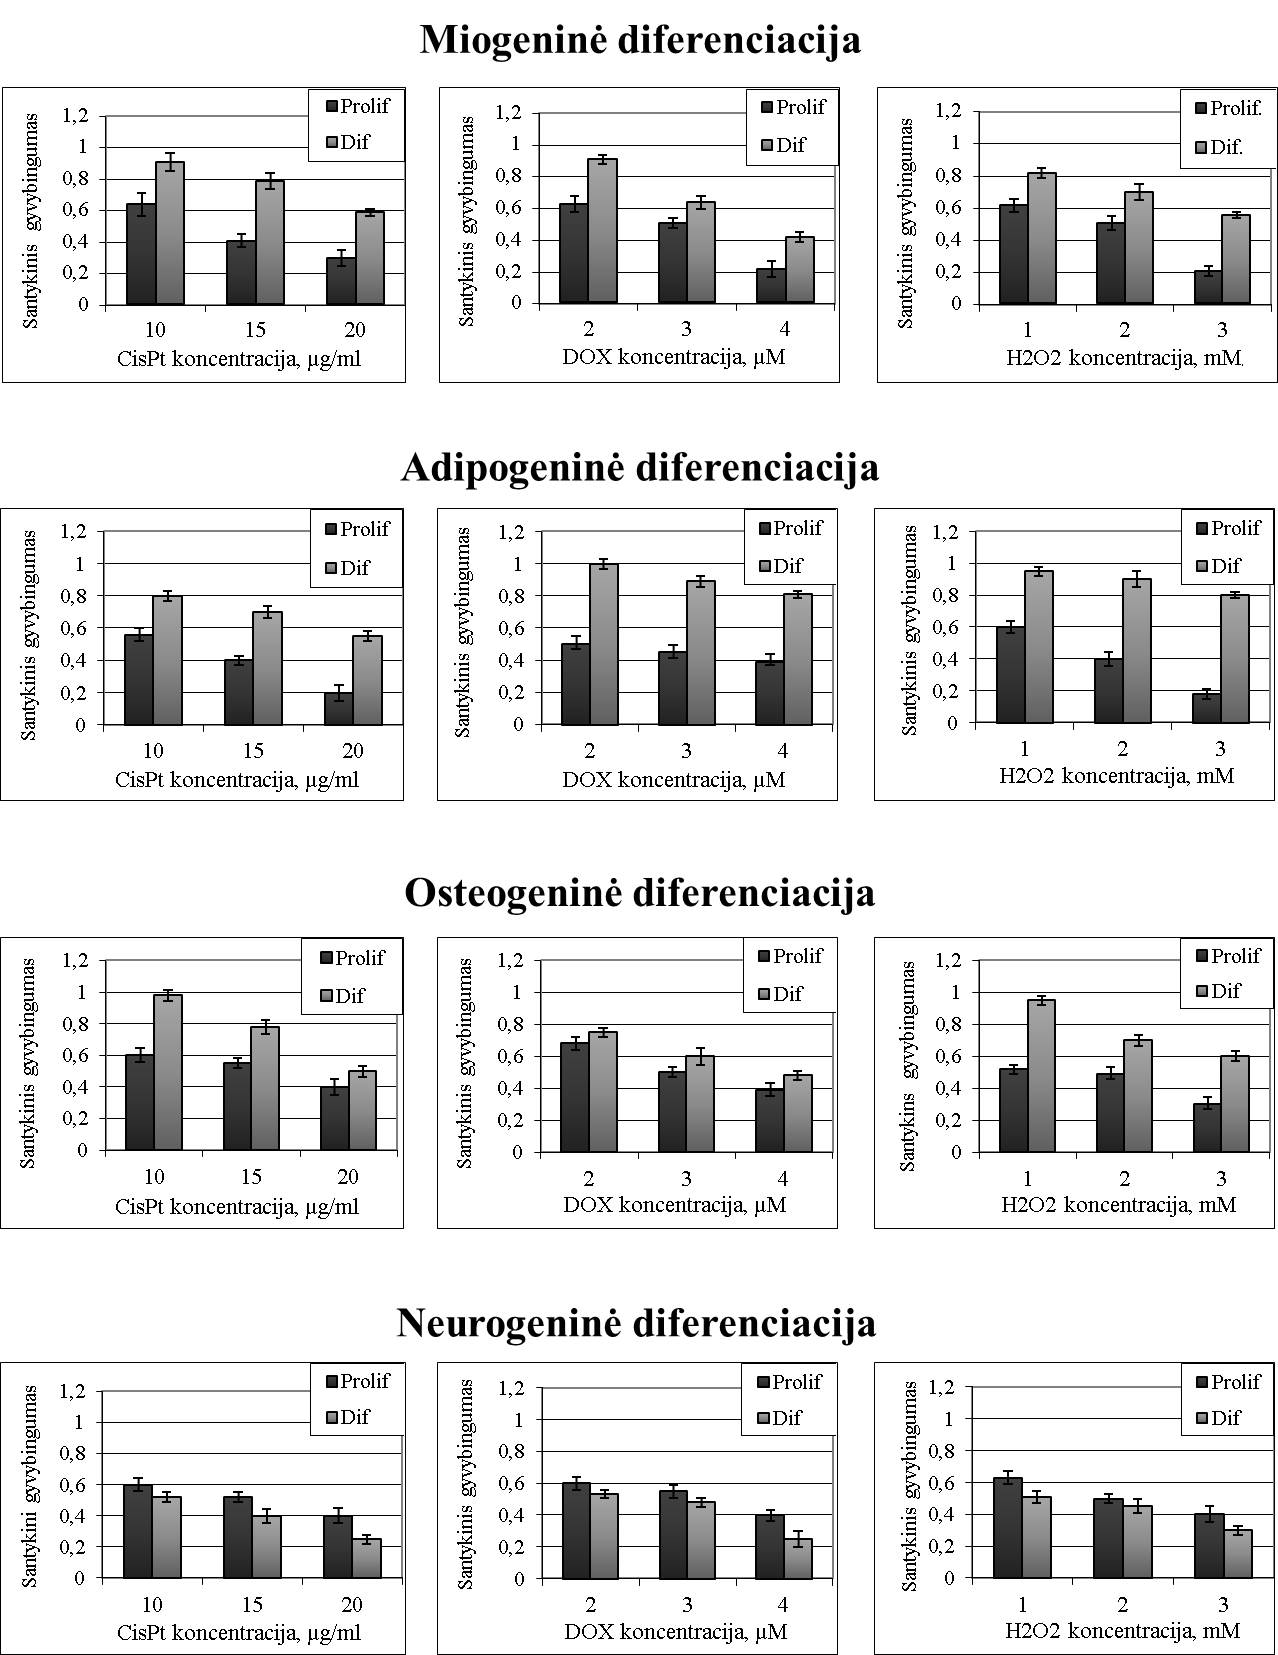 Miogeninė diferenciacija
Santykinis gyvybingumas
1,2
1
0,8
0,6
0,4
0,2
0
10 15 20
CisPt koncentracija, µg/ml
Prolif
Dif
Santykinis gyvybingumas
1,2
1
0,8
0,6
0,4
0,2
0
2 3 4
DOX koncentracija, µM
Prolif
Dif
Santykinis gyvybingumas
1,2
1
0,8
0,6
0,4
0,2
0
1 2 3
H2O2 koncentracija, mM.
Prolif.
Dif.
Adipogeninė diferenciacija
Santykinis gyvybingumas
1,2
1
0,8
0,6
0,4
0,2
0
10 15 20
CisPt koncentracija, µg/ml
Prolif
Dif
Santykinis gyvybingumas
1,2
1
0,8
0,6
0,4
0,2
0
2 3 4
DOX koncentracija, µM
Prolif
Dif
Santykinis gyvybingumas
1,2
1
0,8
0,6
0,4
0,2
0
1 2 3
H2O2 koncentracija, mM
Prolif
Dif
Osteogeninė diferenciacija
Santykinis gyvybingumas
1,2
1
0,8
0,6
0,4
0,2
0
10 15 20
CisPt koncentracija, µg/ml
Prolif
Dif
Santykinis gyvybingumas
1,2
1
0,8
0,6
0,4
0,2
0
2 3 4
DOX koncentracija, µM
Prolif
Dif
Santykins gyvybingumas
1,2
1
0,8
0,6
0,4
0,2
0
1 2 3
H2O2 koncentracija, mM
Prolif
Dif
Neurogeninė diferenciacija
Santykini gyvybingumas
1,2
1
0,8
0,6
0,4
0,2
0
10 15 20
CisPt koncentracija, µg/ml
Prolif
Dif
Santykinis gyvybingumas
1,2
1
0,8
0,6
0,4
0,2
0
2 3 4
DOX koncentracija, µM
Prolif
Dif
Santykinis gyvybingumas
1,2
1
0,8
0,6
0,4
0,2
0
1 2 3
H2O2 koncentracija, mM
Prolif
Dif